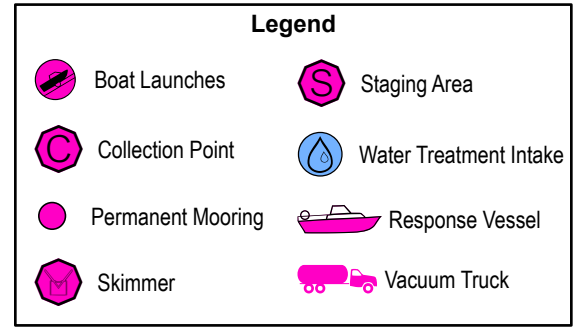 Legend
Boat Launches
S
Staging Area
C
Collection Point
Water Treatment Intake
Permanent Mooring
Response Vessel
Skimmer
Vacuum Truck